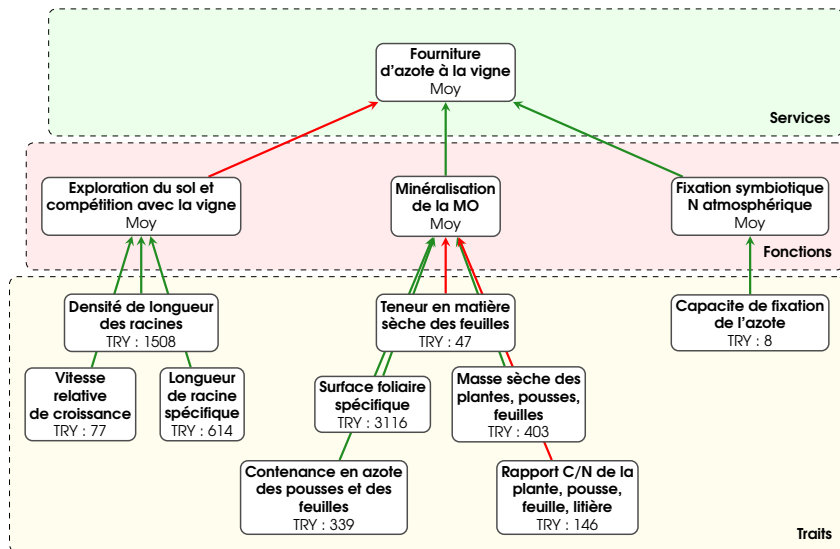 Fourniture
d'azote à la vigne
Moy
Services
Exploration du sol et
compétition avec la vigne
Moy
Minéralisation
de la MO
Moy
Fixation symbiotique
N atmosphérique
Moy
Fonctions
Densité de longueur
des racines
TRY : 1508
Teneur en matière
sèche des feuilles
TRY : 47
Capacite de fixation
de l'azote
TRY : 8
Vitesse
relative
de croissance
TRY : 77
Longueur
de racine
spécifique
TRY : 614
Surface foliaire
spécifique
TRY : 3116
Masse sèche des
plantes, pousses,
feuilles
TRY : 403
Contenance en azote
des pousses et des
feuilles
TRY : 339
Rapport C/N de la
plante, pousse,
feuille, litière
TRY : 146
Traits